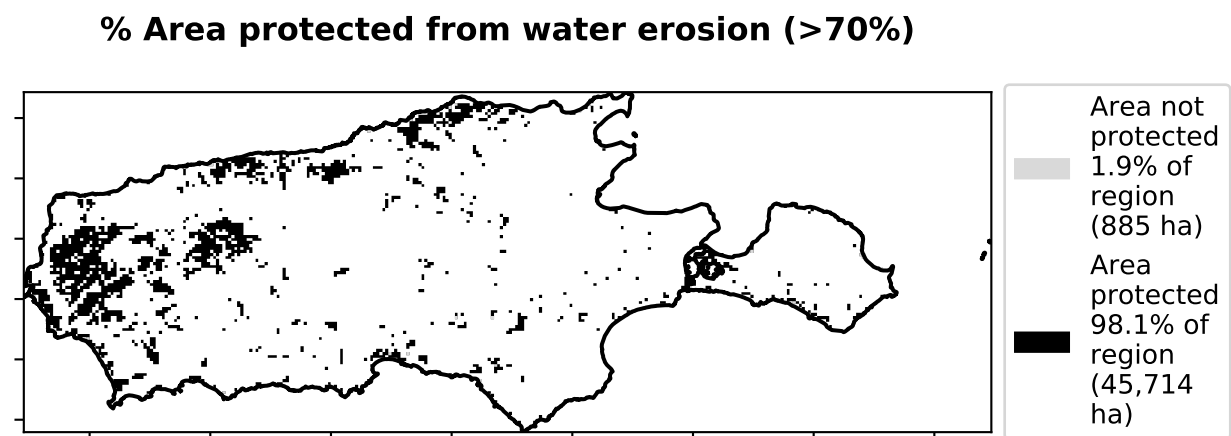 % Area protected from water erosion (>70%)
Area not
protected
1.9% of
region
(885 ha)
Area
protected
98.1% of
region
(45,714
ha)